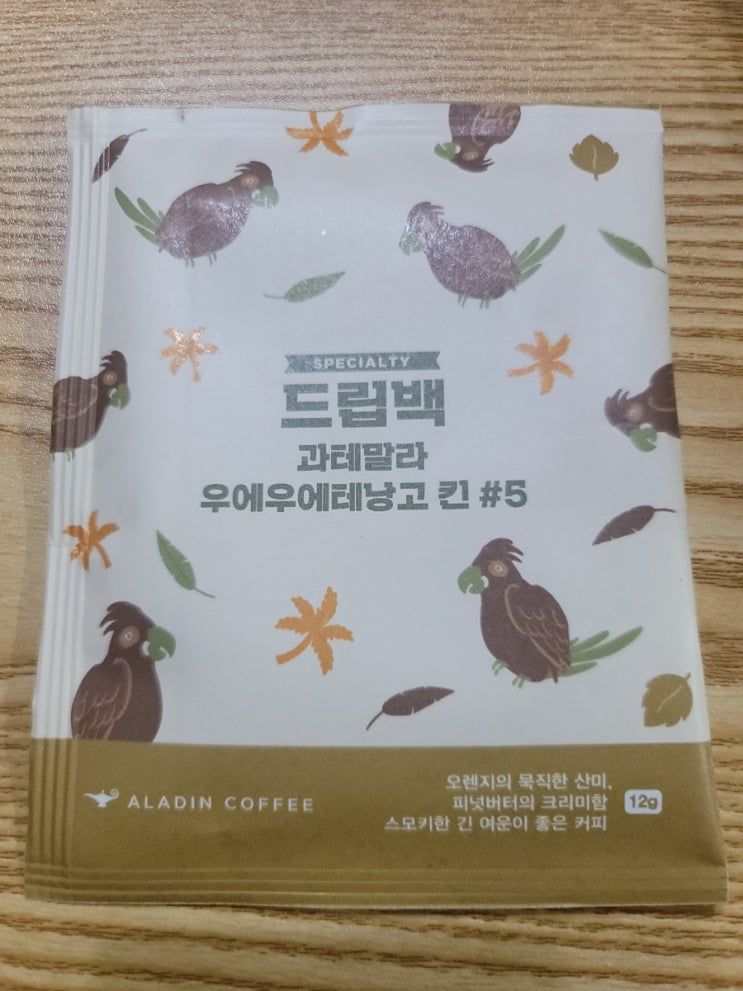 SPECIALTY
드립백
과테말라
우에우에테낭고 킨 #5
ALADIN COFFEE
오렌지의 묵직한 산미,
피넛버터의 크리미함
스모키한 긴 여운이 좋은 커피
12g